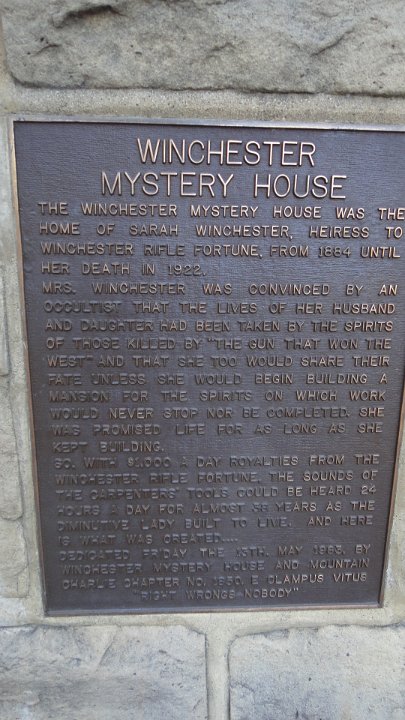 WINCHESTER
MYSTERY HOUSE
THE WINCHESTER MYSTERY HOUSE WAS THE
HOME OF SARAH WINCHESTER, HEIRESS TO
WINCHESTER RIFLE FORTUNE, FROM 1884 UNTIL
HER DEATH IN 1922.
MRS. WINCHESTER WAS CONVINCED BY AN
OCCULTIST THAT THE LIVES OF HER HUSBAND
AND DAUGHTER HAD BEEN TAKEN BY THE SPIRITS
OF THOSE KILLED BY "THE GUN THAT WON THE
WEST" AND THAT SHE TOO WOULD SHARE THEIR
FATE UNLESS SHE WOULD BEGIN BUILDING A
MANSION FOR THE SPIRITS ON WHICH WORK
WOULD NEVER STOP NOR BE COMPLETED. SHE
WAS PROMISED LIFE FOR AS LONG AS SHE
KEPT BUILDING.
SO, WITH $1,000 A DAY ROYALTIES FROM THE
WINCHESTER RIFLE FORTUNE, THE SOUNDS OF
THE CARPENTERS' TOOLS COULD BE HEARD 24
HOURS A DAY FOR ALMOST 38 YEARS AS THE
DIMINUTIVE LADY BUILT TO LIVE. AND HERE
IS WHAT WAS CREATED....
DEDICATED FRIDAY THE 13TH, MAY 1983, BY
WINCHESTER MYSTERY HOUSE AND MOUNTAIN
CHARLIE CHAPTER NO. 1850, E CLAMPUS VITUS
"RIGHT WRONGS NOBODY"